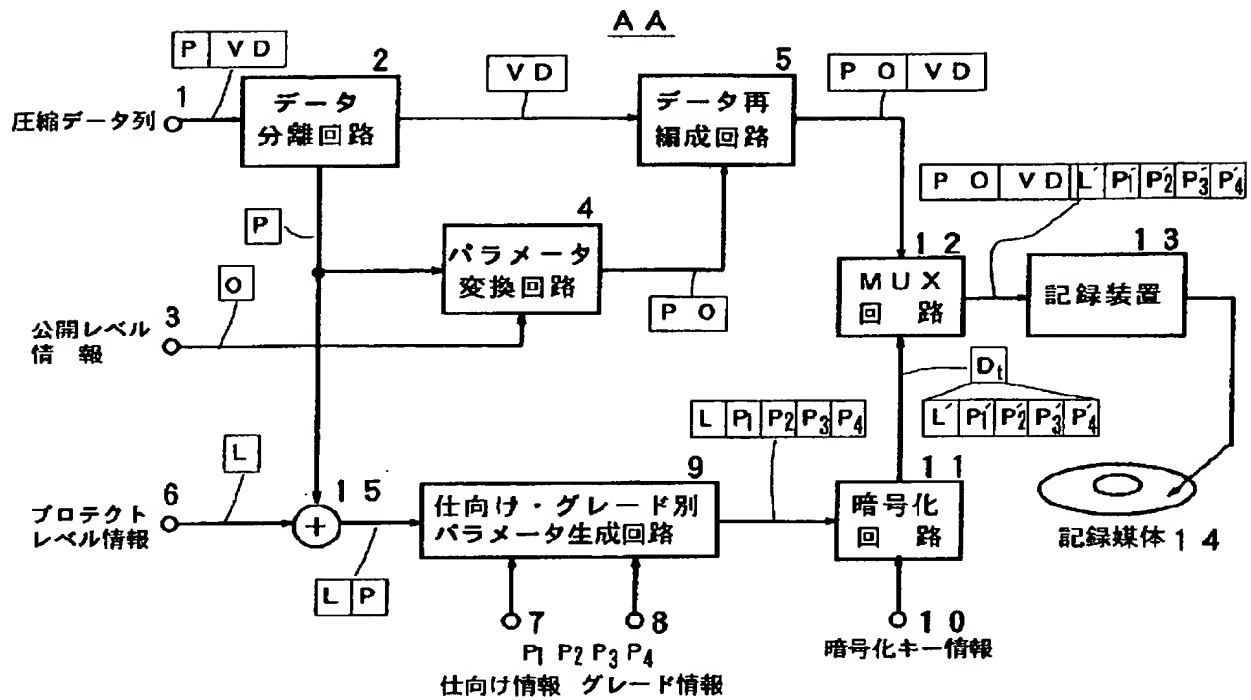 A A
P VD
2
VD
5
P O VD
1
圧縮データ列
データ
分離回路
データ再
編成回路
P O VD L′ P₁′ P₂′ P₃′ P₄′
P
4
パラメータ
変換回路
1 2
MUX
回路
1 3
記録装置
O
3
公開レベル
情 報
P O
Dt
L P₁ P₂ P₃ P₄
L′ P₁′ P₂′ P₃′ P₄′
L
6
プロテクト
レベル情報
+
1 5
9
仕向け・グレード別
パラメータ生成回路
1 1
暗号化
回路
記録媒体 1 4
L P
7
8
1 0
P₁ P₂ P₃ P₄
仕向け情報 グレード情報
暗号化キー情報